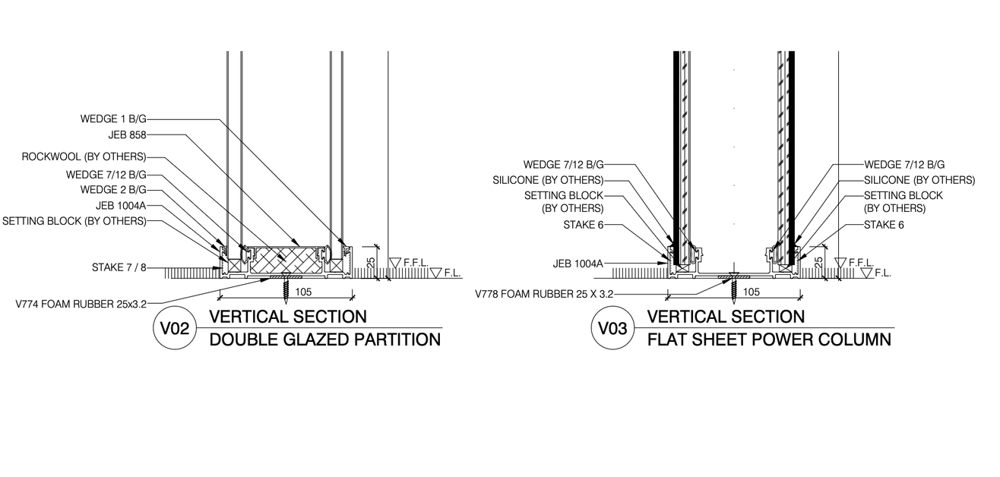 WEDGE 1 B/G
JEB 858
ROCKWOOL (BY OTHERS)
WEDGE 7/12 B/G
WEDGE 2 B/G
JEB 1004A
SETTING BLOCK (BY OTHERS)
STAKE 7 / 8
V774 FOAM RUBBER 25x3.2
25
F.F.L.
F.L.
105
V02
VERTICAL SECTION
DOUBLE GLAZED PARTITION
WEDGE 7/12 B/G
SILICONE (BY OTHERS)
SETTING BLOCK
(BY OTHERS)
STAKE 6
JEB 1004A
V778 FOAM RUBBER 25 X 3.2
WEDGE 7/12 B/G
SILICONE (BY OTHERS)
SETTING BLOCK
(BY OTHERS)
STAKE 6
25
F.F.L.
F.L.
105
V03
VERTICAL SECTION
FLAT SHEET POWER COLUMN